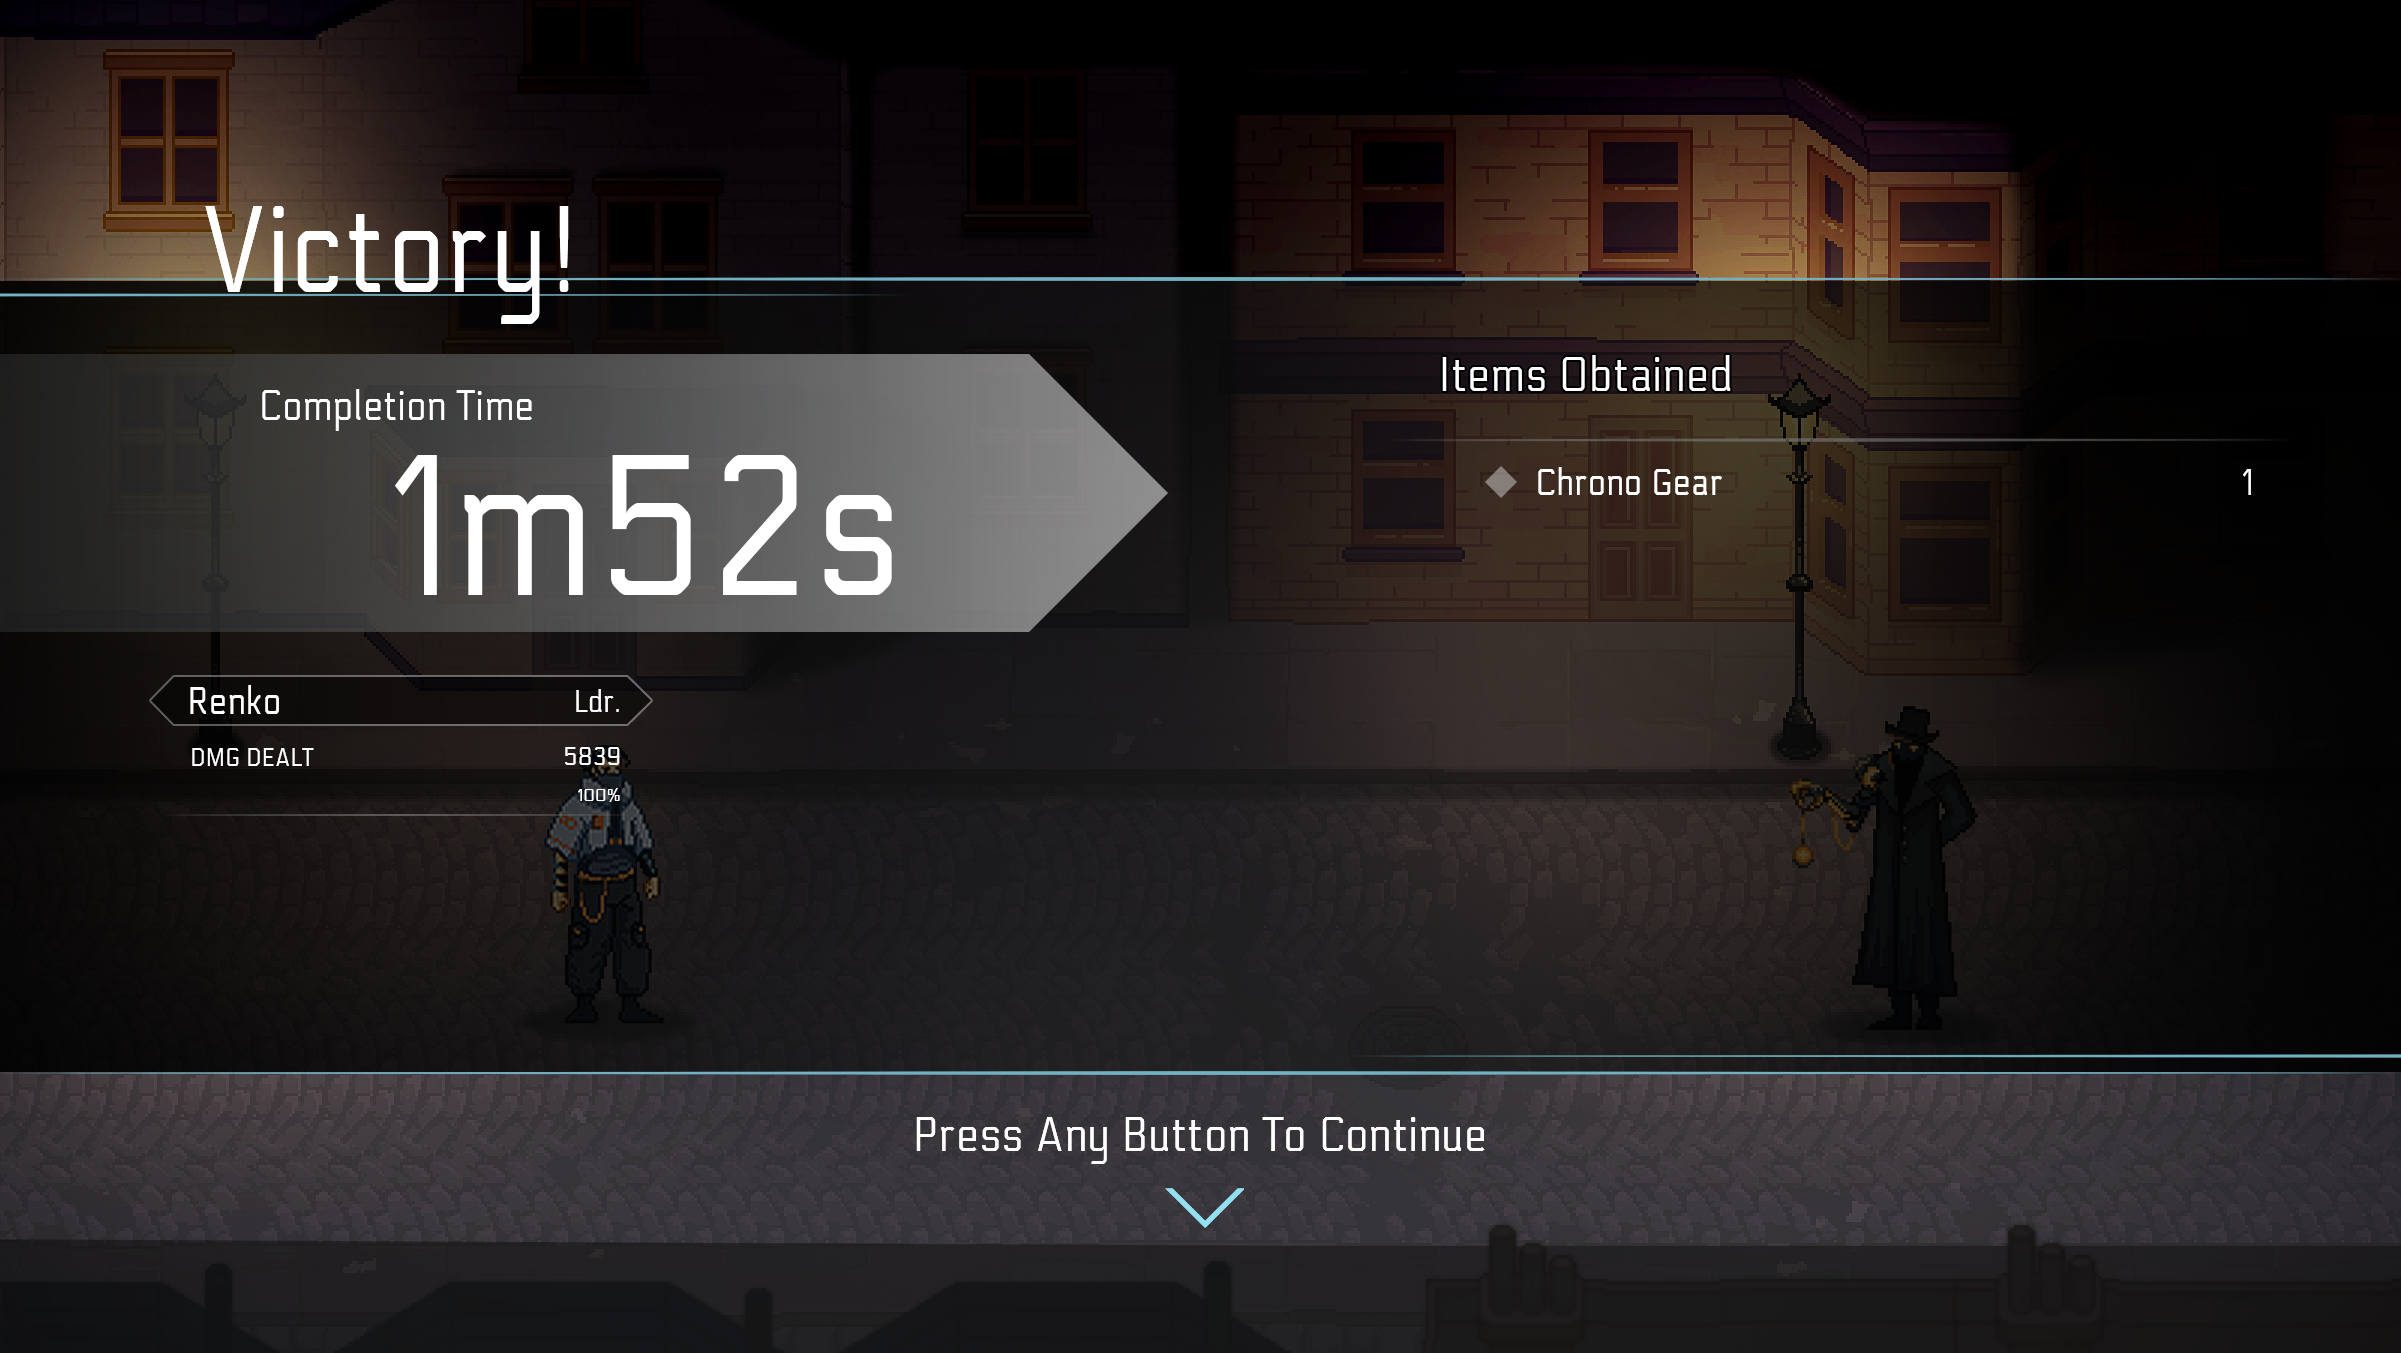 Victory!
Completion Time
1m52s
Renko Ldr.
DMG DEALT 5839
100%
Items Obtained
Chrono Gear 1
Press Any Button To Continue